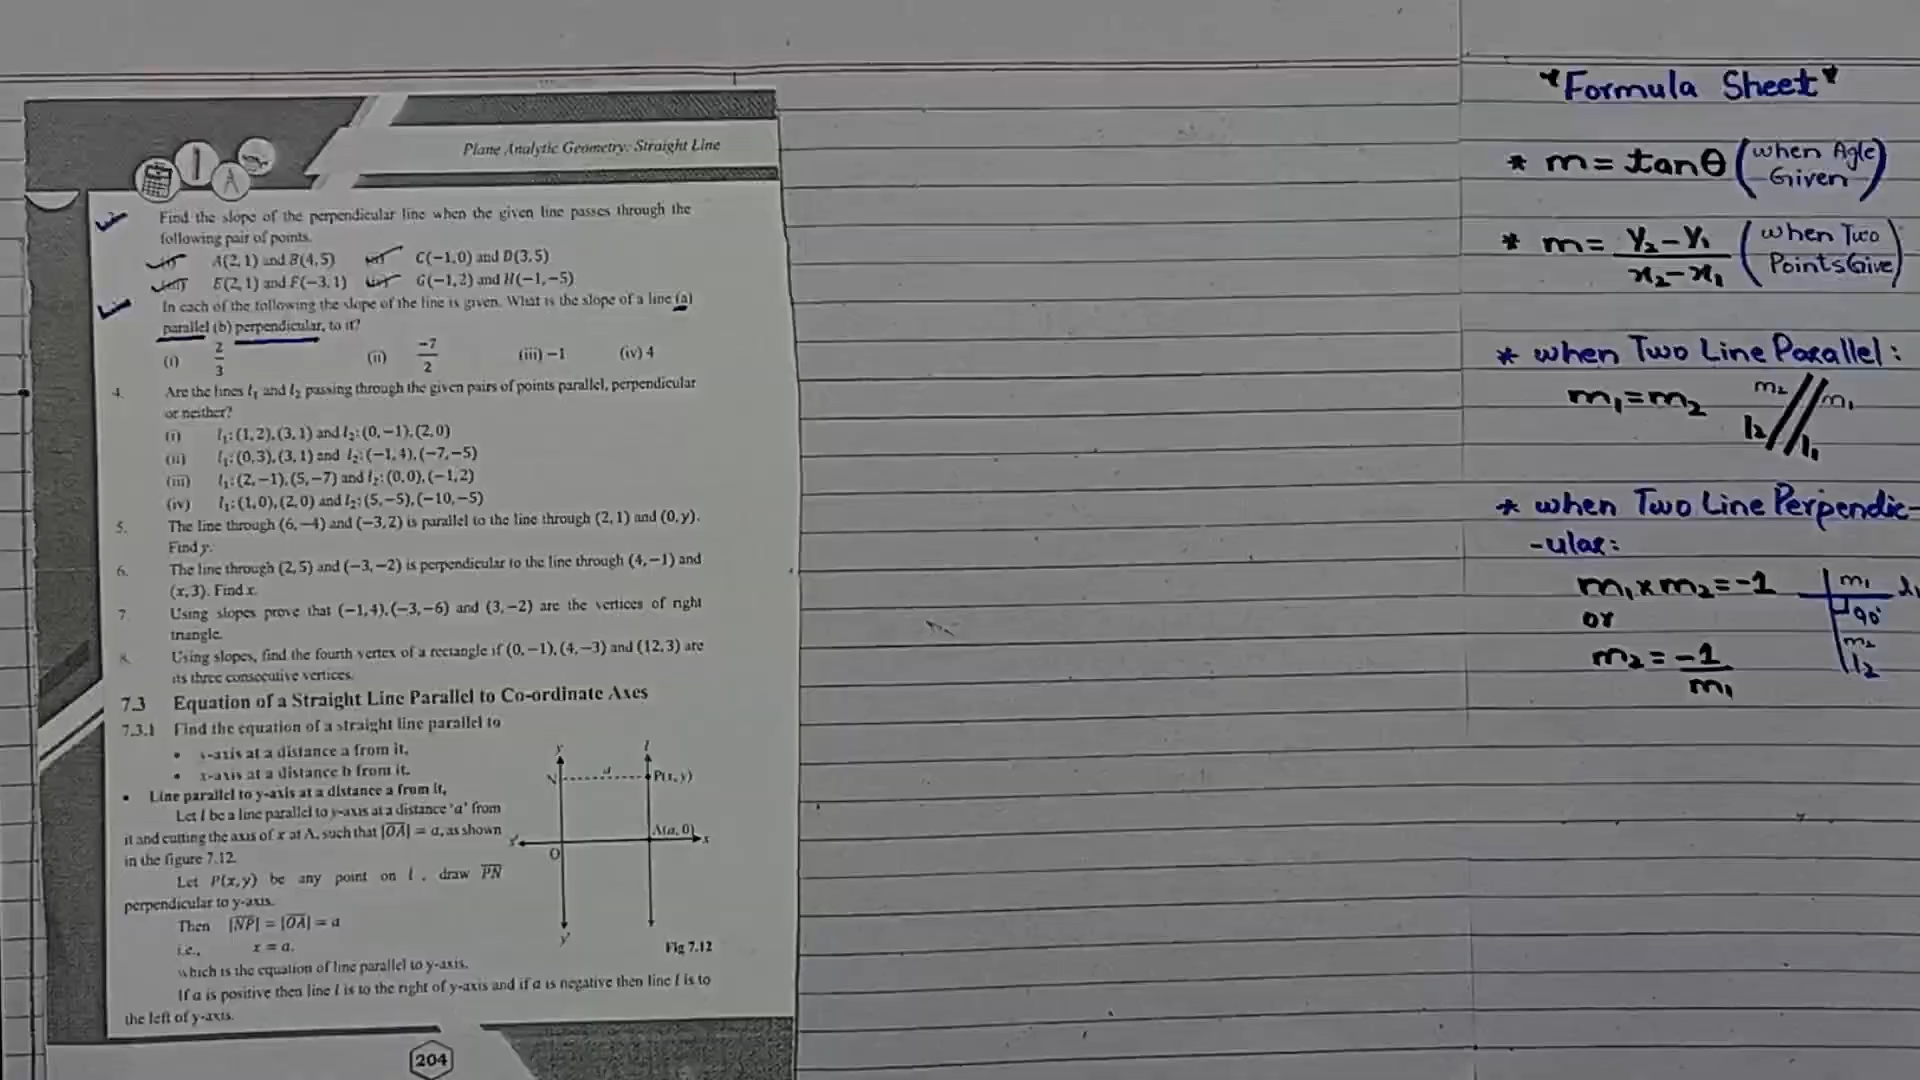 Plane Analytic Geometry: Straight Line
Find the slope of the perpendicular line when the given line passes through the
following pair of points.
A(2,1) and B(4,5) C(−1,0) and D(3,5)
E(2,1) and F(−3,1) G(−1,2) and H(−1,−5)
In each of the following the slope of the line is given. What is the slope of a line (a)
parallel (b) perpendicular, to it?
(i) 2/3 (ii) −7/2 (iii) −1 (iv) 4
4. Are the lines l₁ and l₂ passing through the given pairs of points parallel, perpendicular
or neither?
(i) l₁: (1,2), (3,1) and l₂: (0,−1), (2,0)
(ii) l₁: (0,3), (3,1) and l₂: (−1,4), (−7,−5)
(iii) l₁: (2,−1), (5,−7) and l₂: (0,0), (−1,2)
(iv) l₁: (1,0), (2,0) and l₂: (5,−5), (−10,−5)
5. The line through (6,−4) and (−3,2) is parallel to the line through (2,1) and (0,y).
Find y.
6. The line through (2,5) and (−3,−2) is perpendicular to the line through (4,−1) and
(x,3). Find x.
7. Using slopes prove that (−1,4), (−3,−6) and (3,−2) are the vertices of right
triangle.
8. Using slopes, find the fourth vertex of a rectangle if (0,−1), (4,−3) and (12,3) are
its three consecutive vertices.
7.3 Equation of a Straight Line Parallel to Co-ordinate Axes
7.3.1 Find the equation of a straight line parallel to
• y-axis at a distance a from it,
• x-axis at a distance b from it.
• Line parallel to y-axis at a distance a from it,
Let l be a line parallel to y-axis at a distance 'a' from
it and cutting the axis of x at A, such that |OA| = a, as shown
in the figure 7.12.
Let P(x,y) be any point on l, draw PN
perpendicular to y-axis.
Then |NP| = |OA| = a
i.e., x = a.
which is the equation of line parallel to y-axis.
If a is positive then line l is to the right of y-axis and if a is negative then line l is to
the left of y-axis.
y l
N a P(x, y)
x' A(a, 0) x
O
y'
Fig 7.12
204
"Formula Sheet"
* m = tanθ (when Agle Given)
* m = y₂-y₁/x₂-x₁ (when Two PointsGive)
* when Two Line Parallel:
m₁=m₂ m₂ m₁
l₂ l₁
* when Two Line Perpendic-
-ular:
m₁×m₂=-1 m₁ l₁
or 90°
m₂ = -1/m₁ m₂
l₂